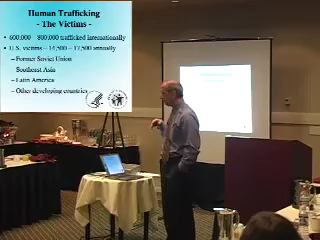 Human Trafficking
- The Victims -
• 600,000 – 800,000 trafficked internationally
• U.S. victims – 14,500 – 17,500 annually
– Former Soviet Union
– Southeast Asia
– Latin America
– Other developing countries